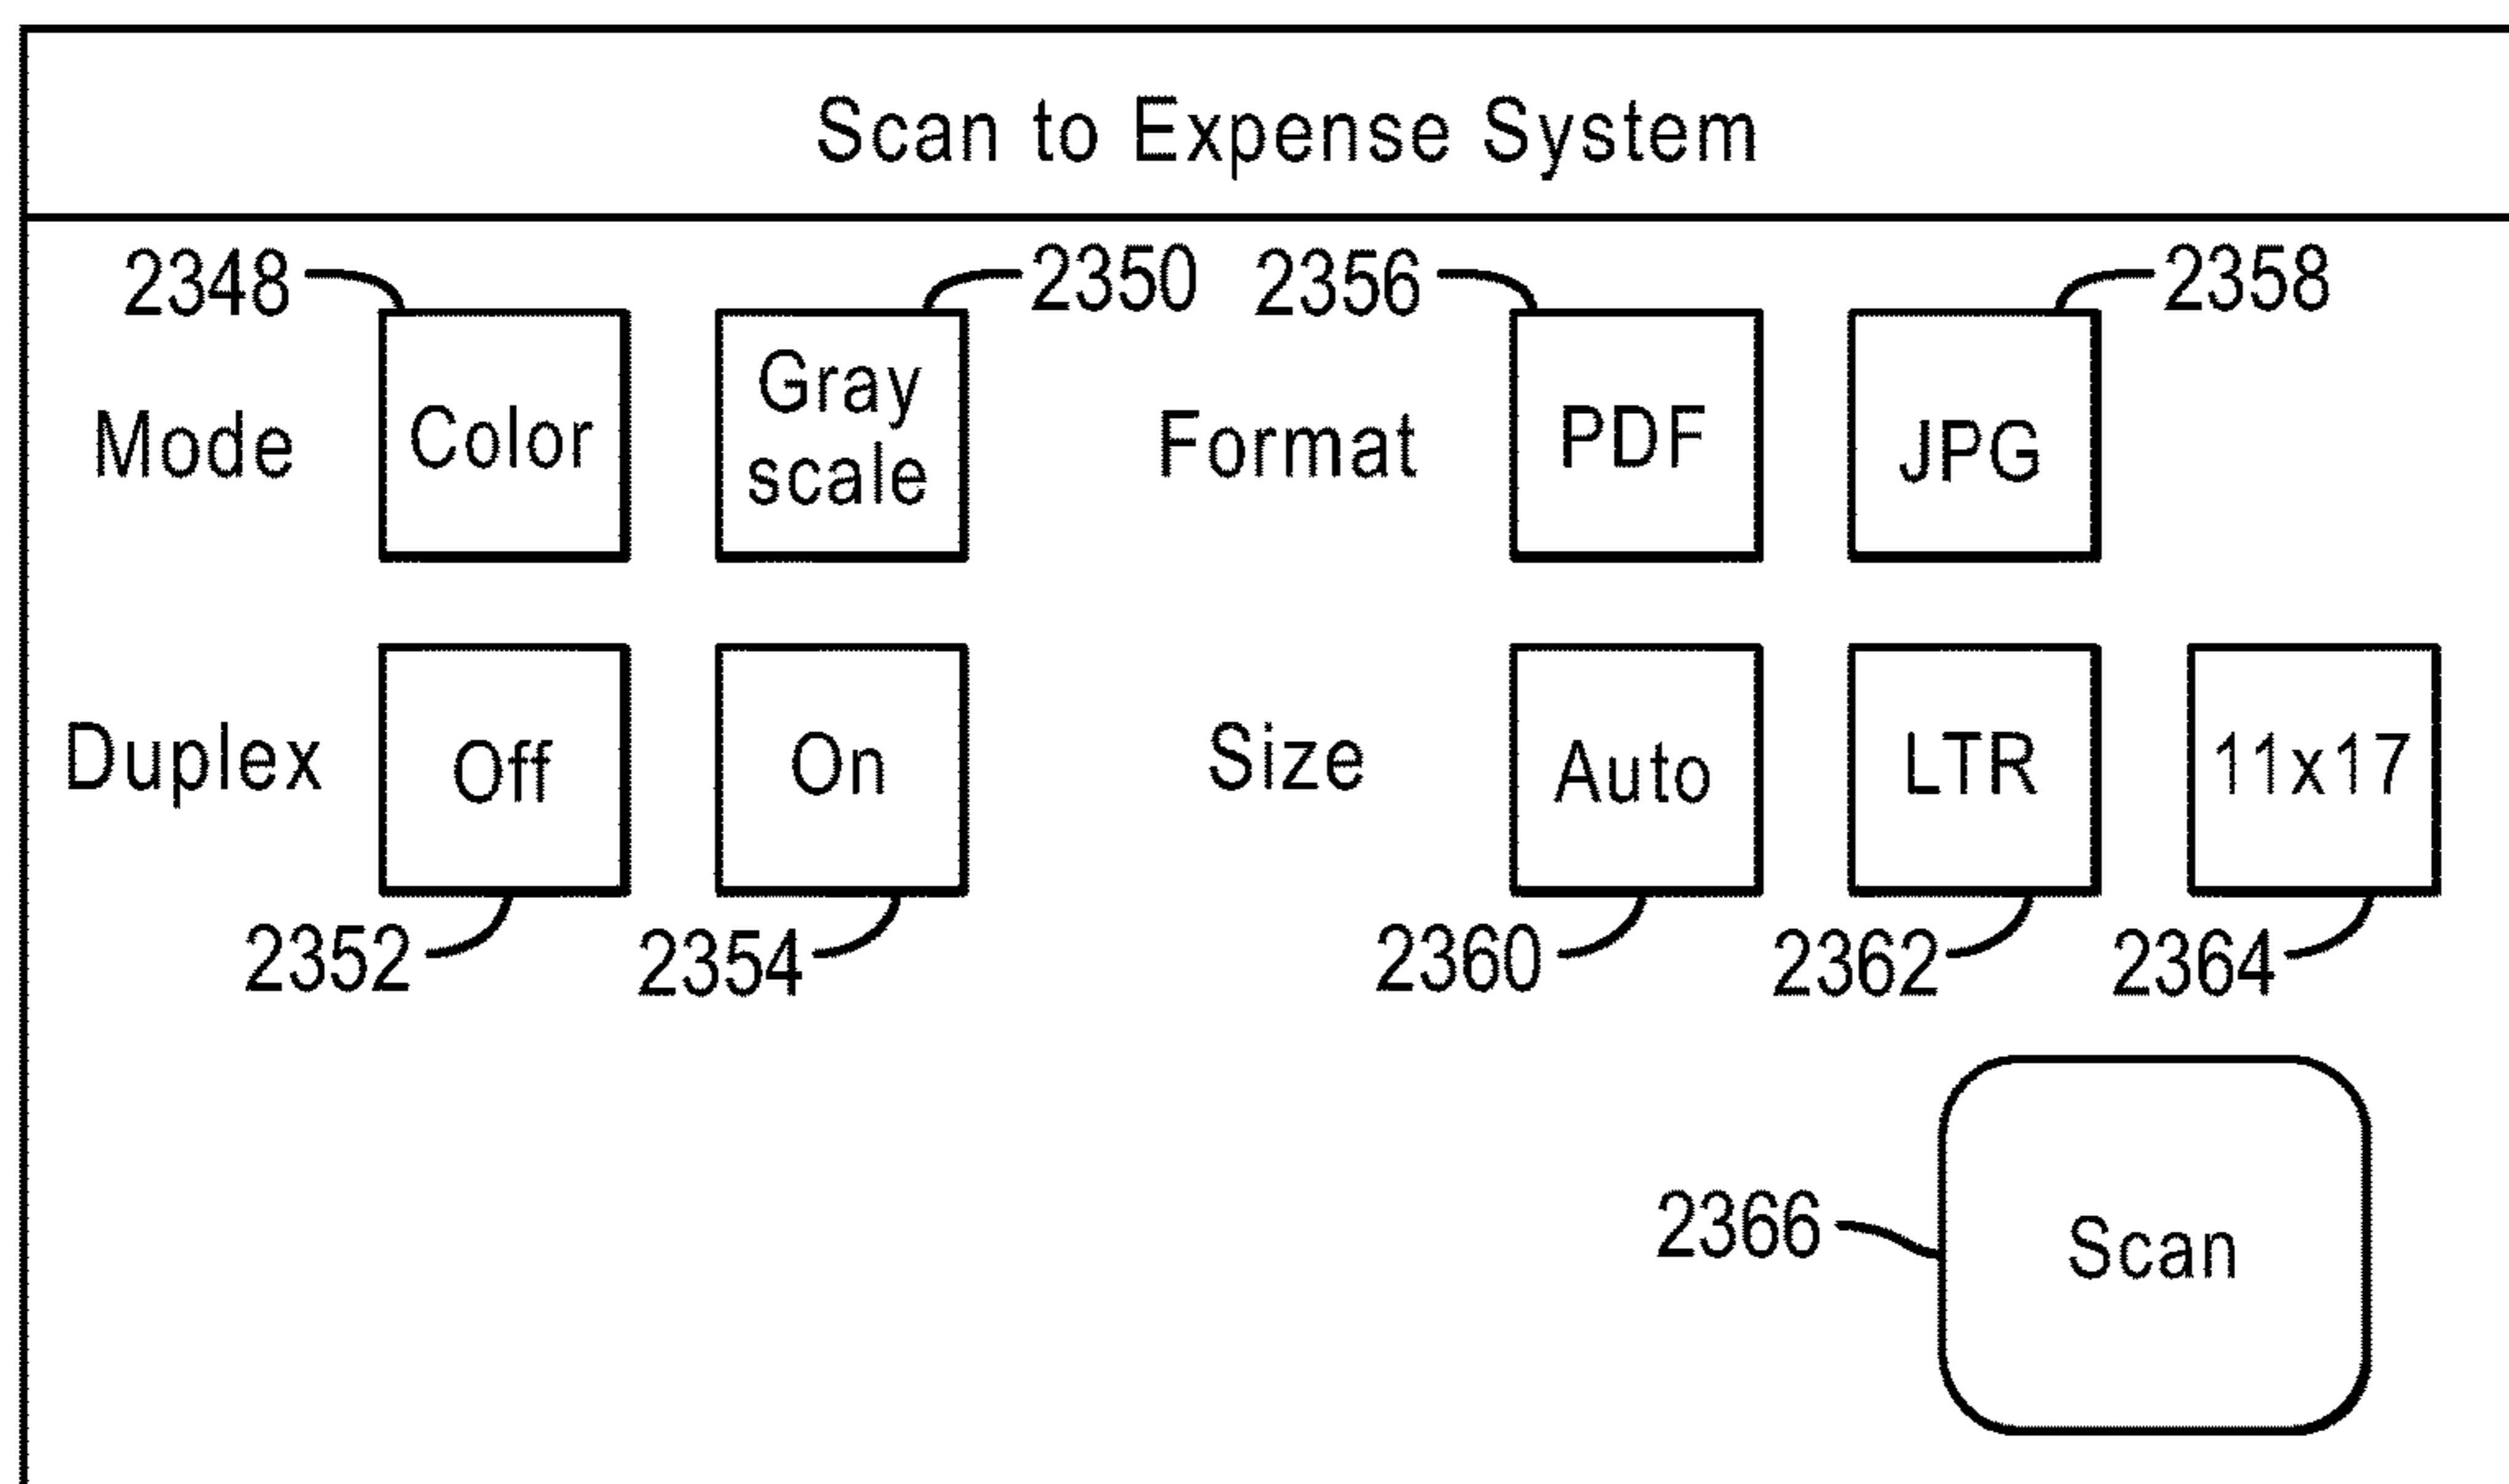 Scan to Expense System
2348 2350 2356 2358
Mode Color Gray scale Format PDF JPG
Duplex Off On Size Auto LTR 11x17
2352 2354 2360 2362 2364
2366 Scan